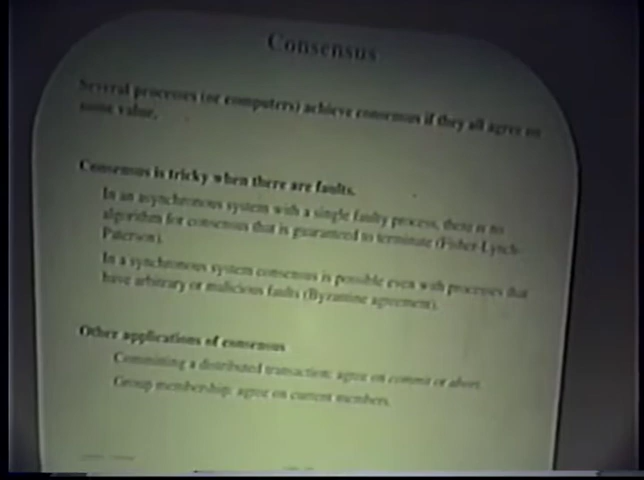 Consensus
Several processes (or computers) achieve consensus if they all agree on
some value.
Consensus is tricky when there are faults.
In an asynchronous system with a single faulty process, there is no
algorithm for consensus that is guaranteed to terminate (Fisher-Lynch-
Paterson).
In a synchronous system consensus is possible even with processes that
have arbitrary or malicious faults (Byzantine agreement).
Other applications of consensus
Committing a distributed transaction: agree on commit or abort.
Group membership: agree on current members.